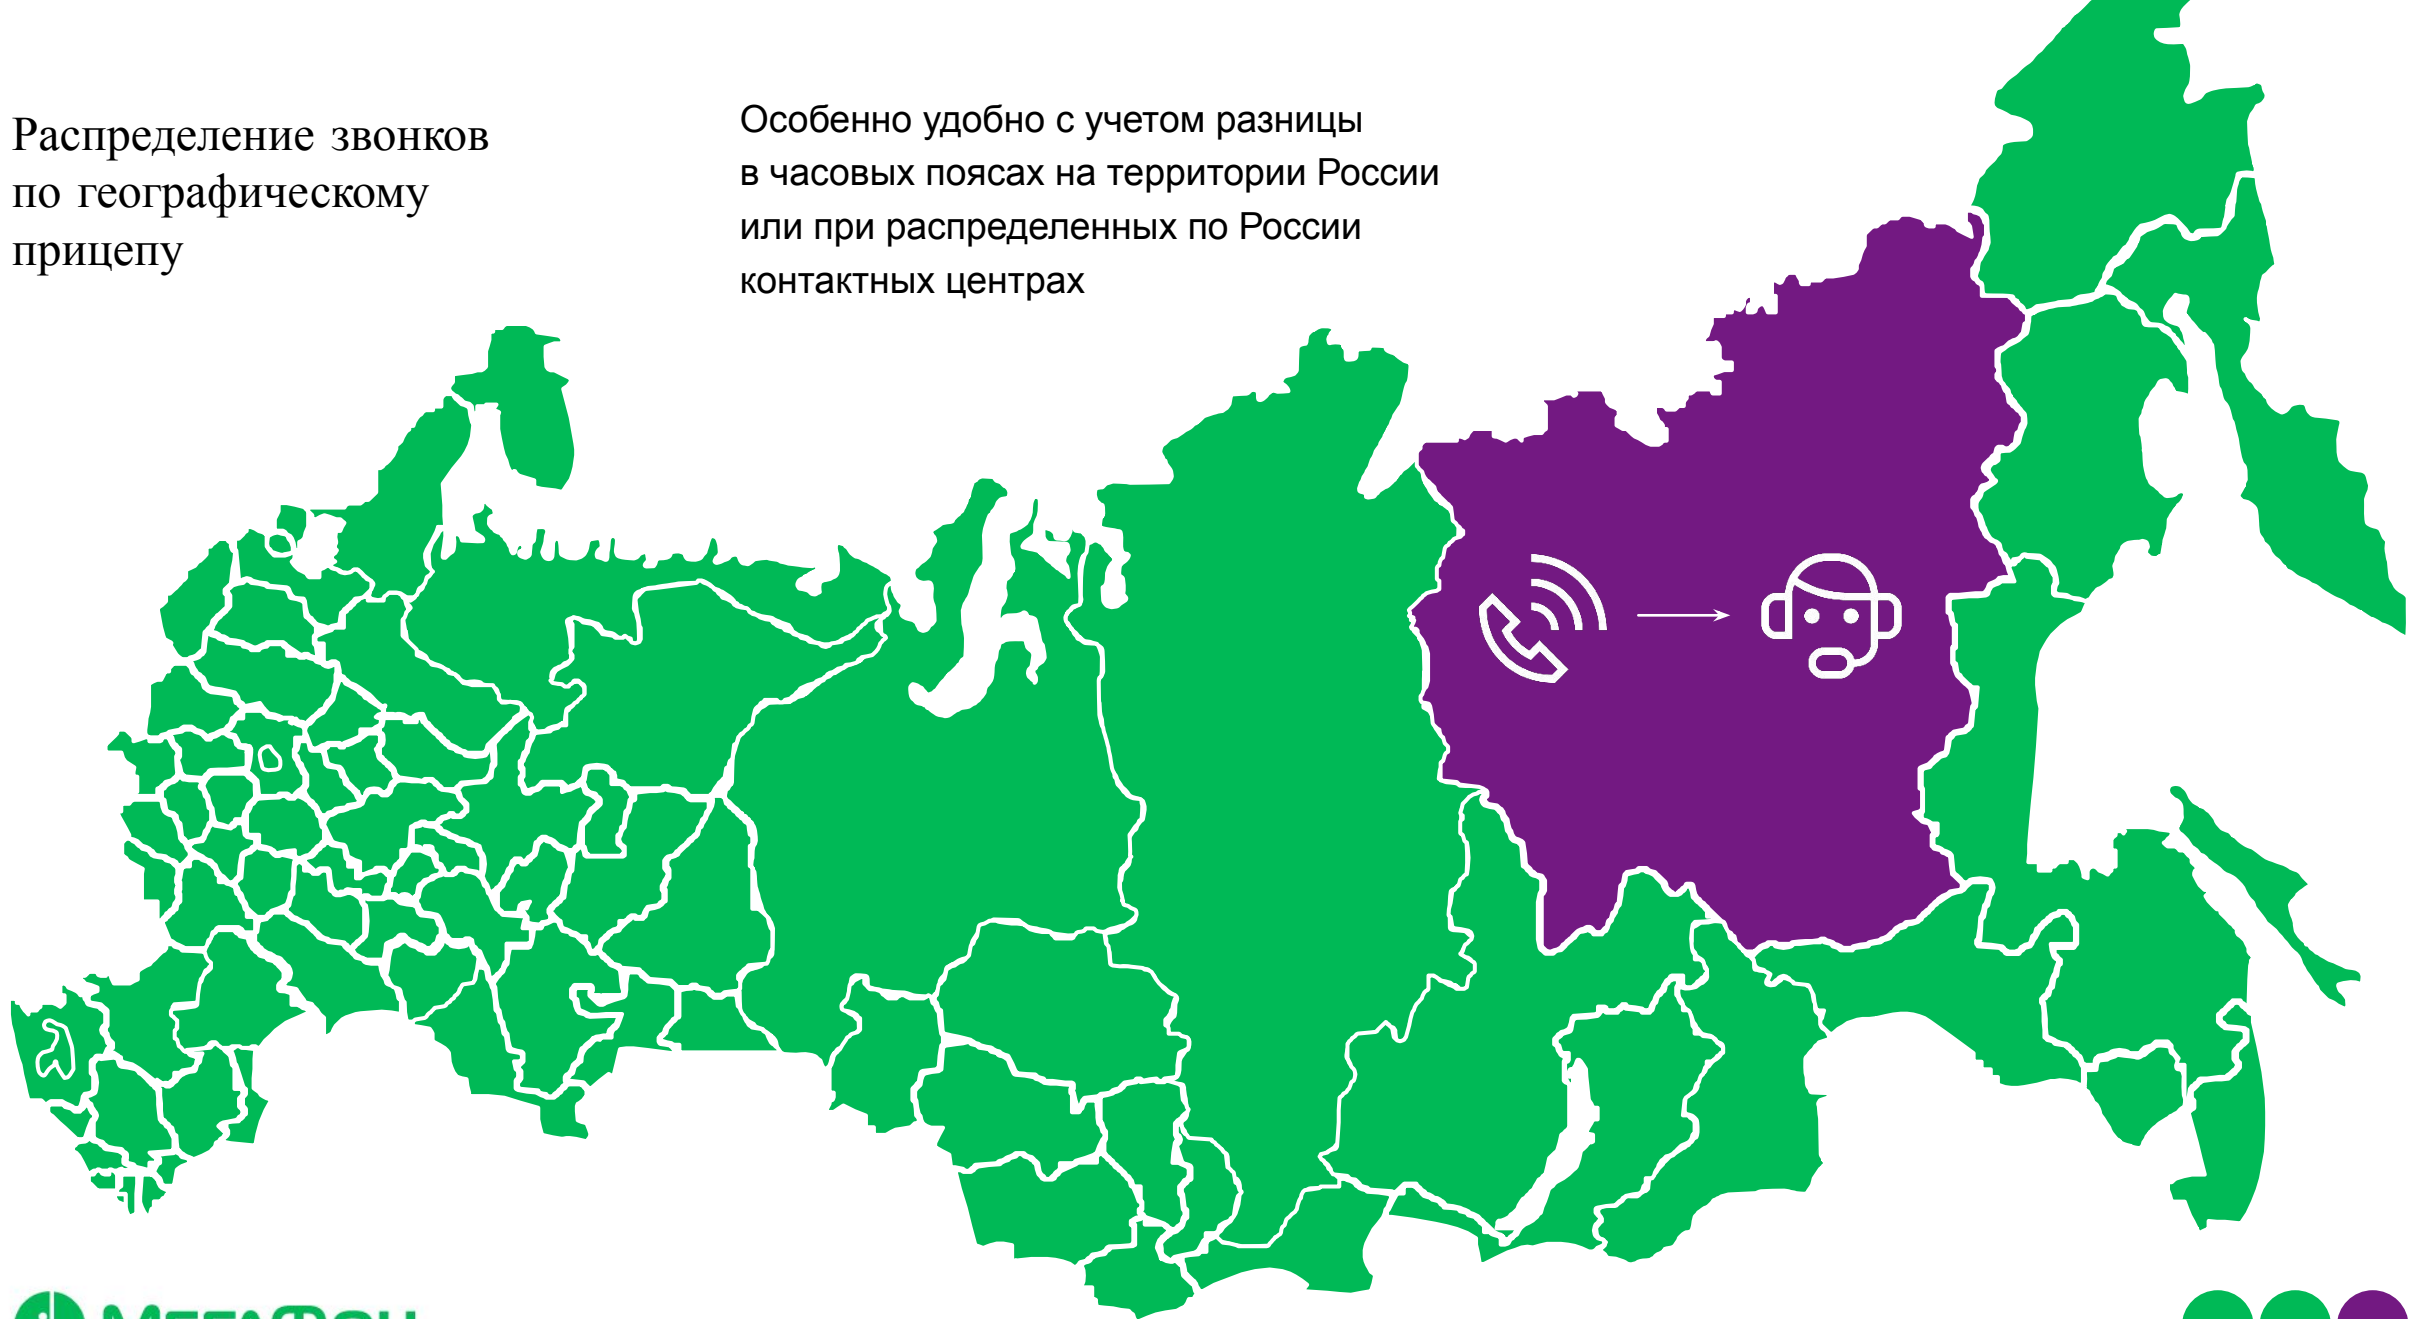 Распределение звонков
по географическому
прицепу
Особенно удобно с учетом разницы
в часовых поясах на территории России
или при распределенных по России
контактных центрах
МЕГАФОН